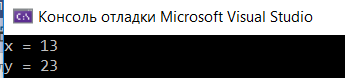 C:\
Консоль отладки Microsoft Visual Studio
x = 13
y = 23